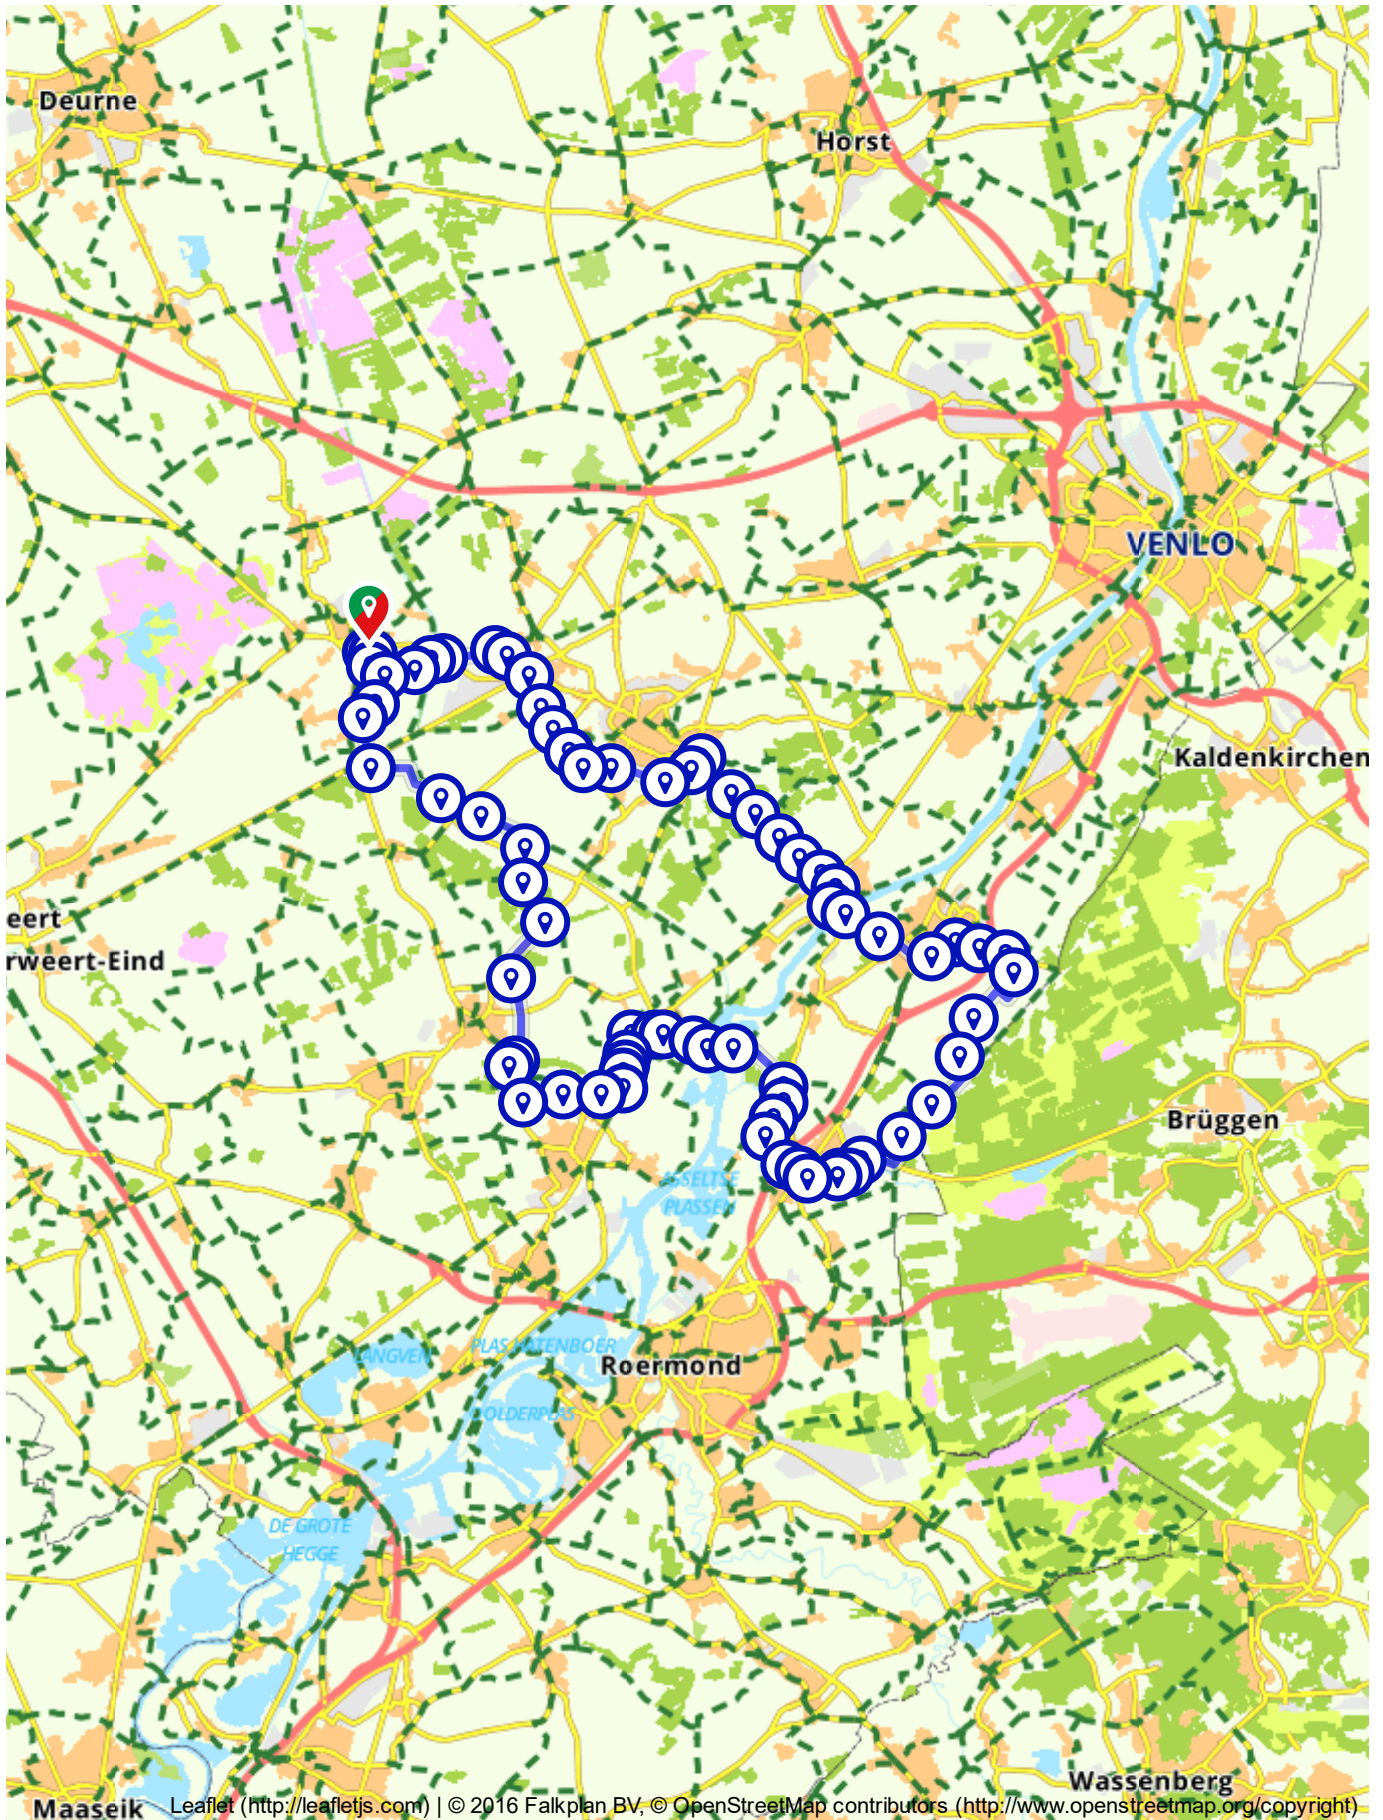 Deurne
Horst
VENLO
Kaldenkirchen
eert
rweert-Eind
Brüggen
ASSELTSE
PLASSEN
PLAS HATENBOER
LANGVEN
Roermond
OLDERPLAS
DE GROTE
HEGGE
Wassenberg
Maaseik
Leaflet (http://leafletjs.com) | © 2016 Falkplan BV, © OpenStreetMap contributors (http://www.openstreetmap.org/copyright)